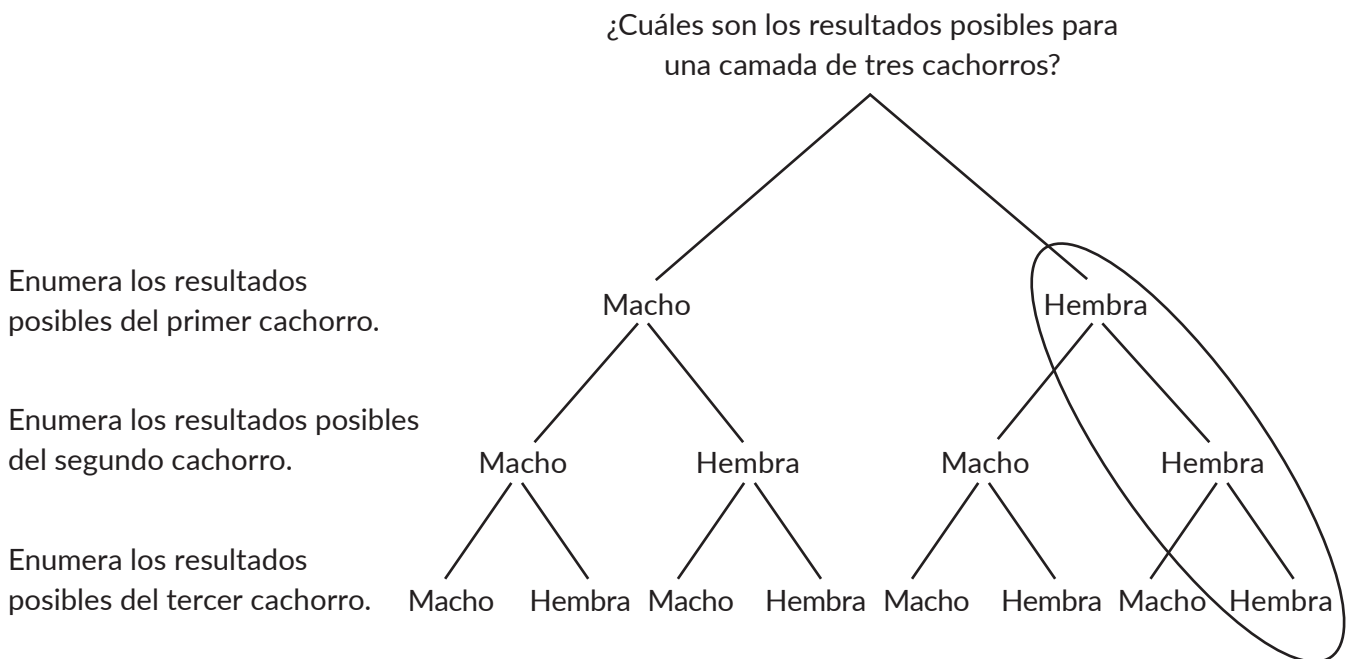 ¿Cuáles son los resultados posibles para
una camada de tres cachorros?
Enumera los resultados
posibles del primer cachorro.
Macho Hembra
Enumera los resultados posibles
del segundo cachorro.
Macho Hembra Macho Hembra
Enumera los resultados
posibles del tercer cachorro.
Macho Hembra Macho Hembra Macho Hembra Macho Hembra